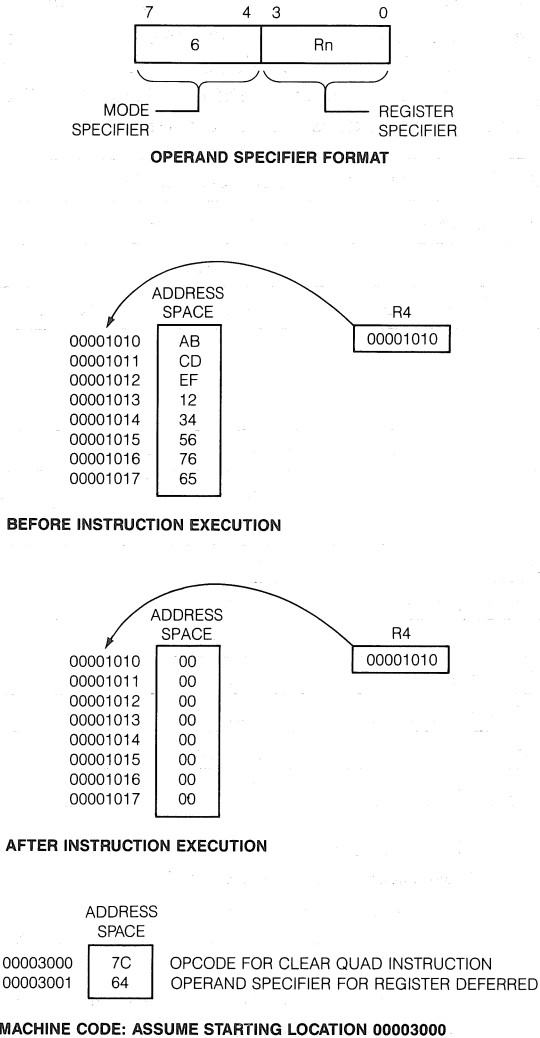 7 4 3 0
6 Rn
MODE SPECIFIER
REGISTER SPECIFIER
OPERAND SPECIFIER FORMAT
ADDRESS
SPACE
R4
00001010 AB 00001010
00001011 CD
00001012 EF
00001013 12
00001014 34
00001015 56
00001016 76
00001017 65
BEFORE INSTRUCTION EXECUTION
ADDRESS
SPACE
R4
00001010 00 00001010
00001011 00
00001012 00
00001013 00
00001014 00
00001015 00
00001016 00
00001017 00
AFTER INSTRUCTION EXECUTION
ADDRESS
SPACE
00003000 7C OPCODE FOR CLEAR QUAD INSTRUCTION
00003001 64 OPERAND SPECIFIER FOR REGISTER DEFERRED
MACHINE CODE: ASSUME STARTING LOCATION 00003000